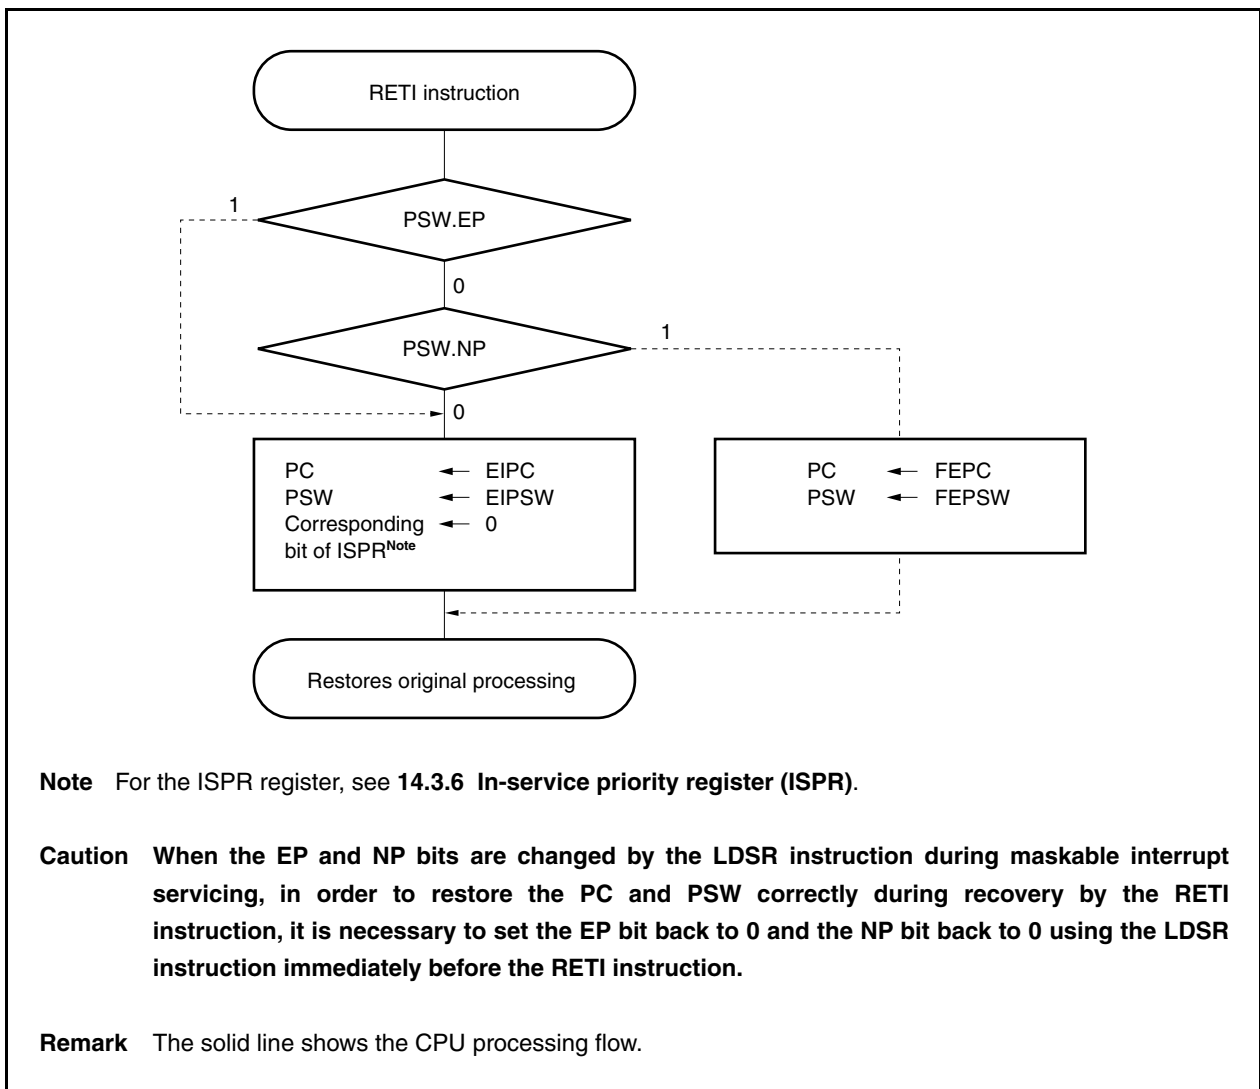 RETI instruction
1
PSW.EP
0
1
PSW.NP
0
PC ← EIPC
PSW ← EIPSW
Corresponding ← 0
bit of ISPRNote
PC ← FEPC
PSW ← FEPSW
Restores original processing
Note For the ISPR register, see 14.3.6 In-service priority register (ISPR).
Caution When the EP and NP bits are changed by the LDSR instruction during maskable interrupt
servicing, in order to restore the PC and PSW correctly during recovery by the RETI
instruction, it is necessary to set the EP bit back to 0 and the NP bit back to 0 using the LDSR
instruction immediately before the RETI instruction.
Remark The solid line shows the CPU processing flow.